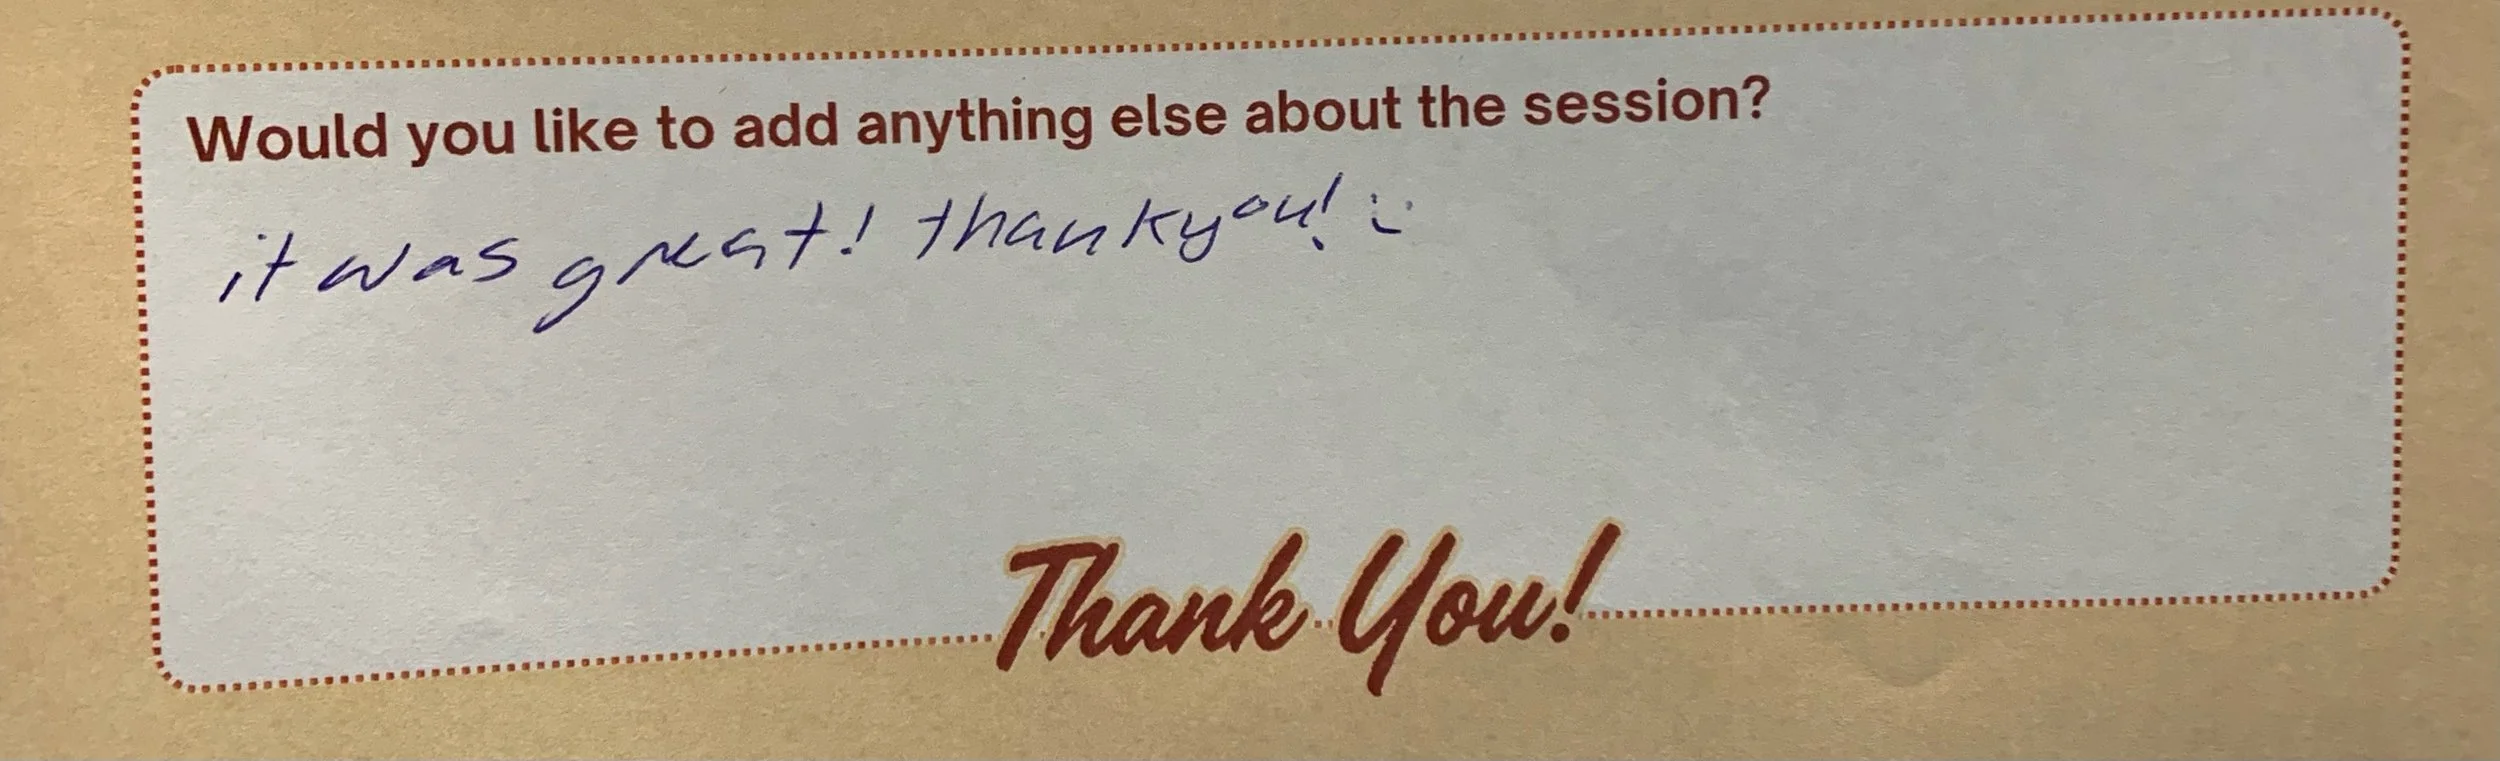 Would you like to add anything else about the session?
it was great! thankyou! :)
Thank You!